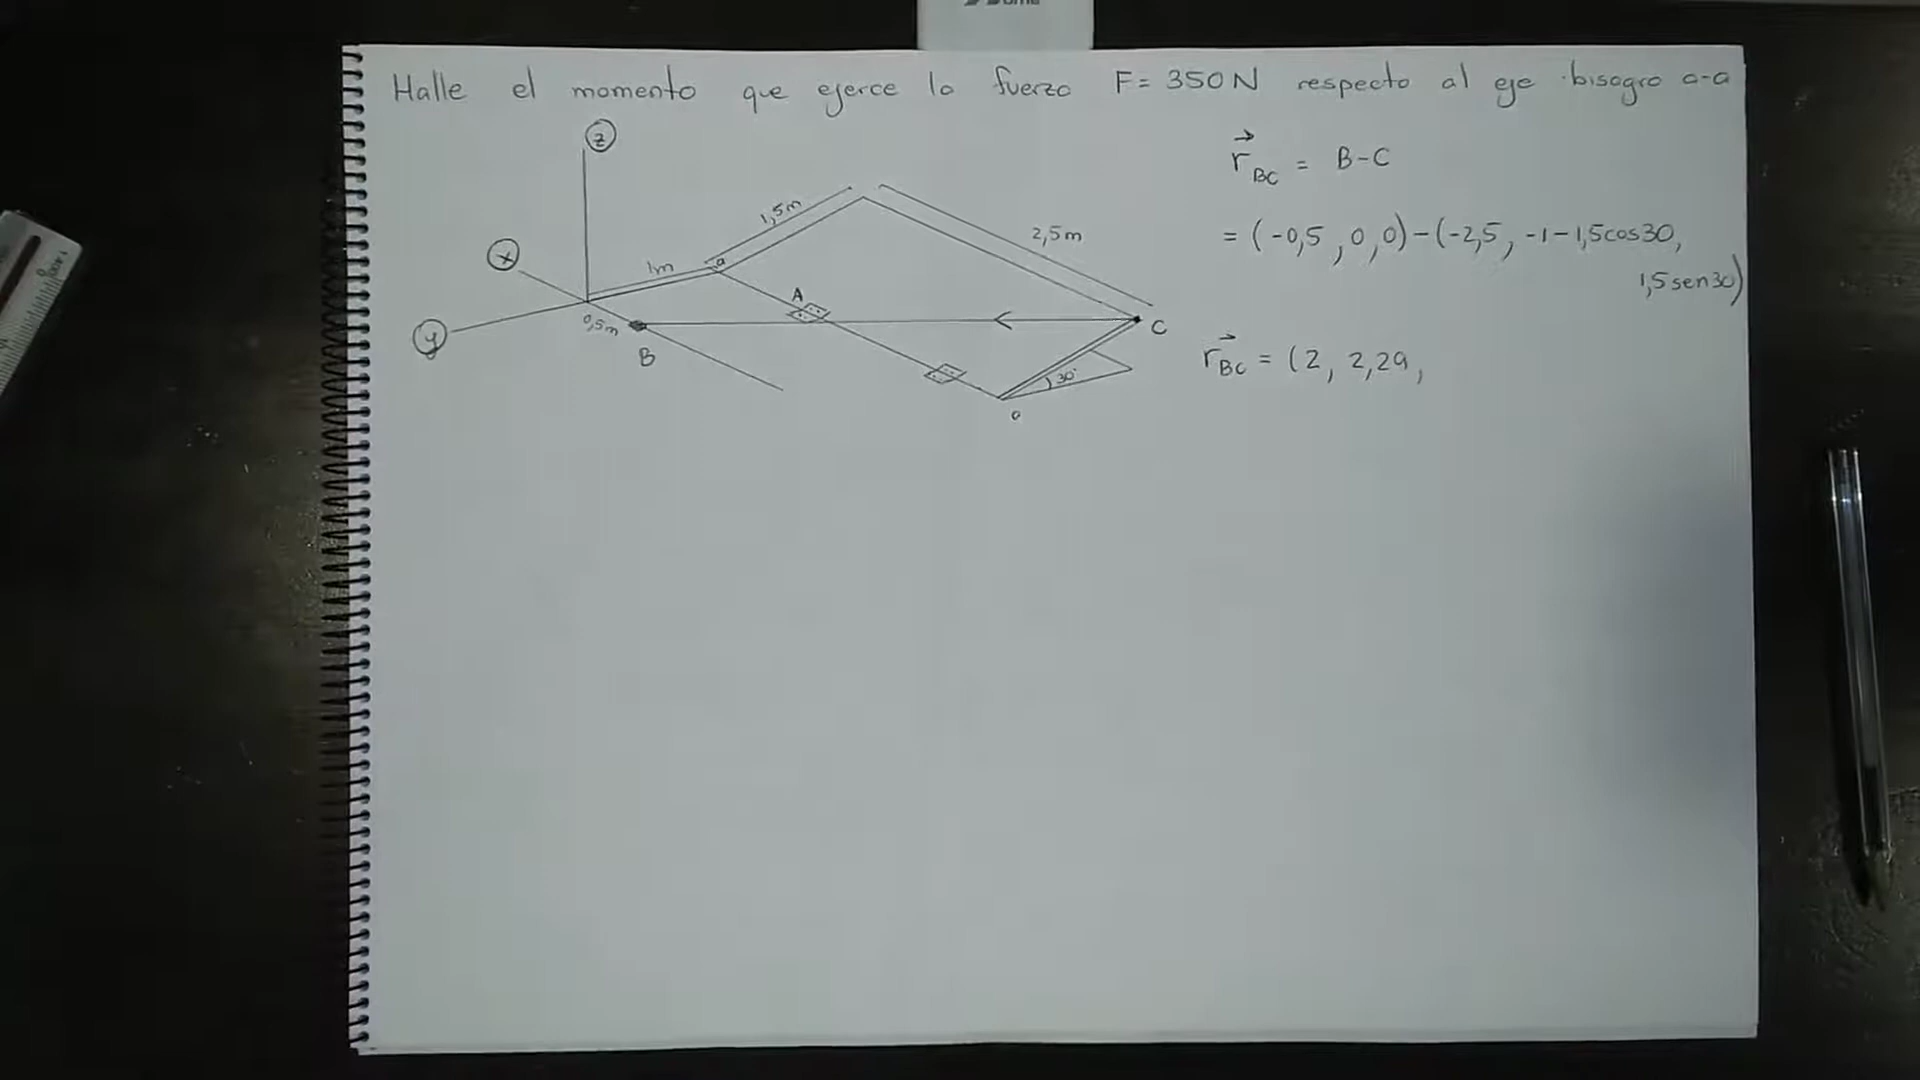 Halle el momento que ejerce la fuerza F= 350N respecto al eje bisagra a-a
z
x
y
1m
1,5m
2,5m
a
A
0,5m
B
C
30°
a
r BC = B-C
= (-0,5, 0, 0)-(-2,5, -1-1,5cos30,
1,5sen30)
r BC = (2, 2,29,